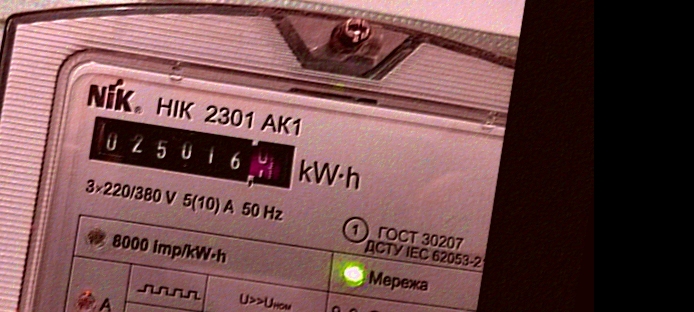 NiK® НІК 2301 АК1
025016 kW·h
3×220/380 V 5(10) A 50 Hz
1 ГОСТ 30207
ДСТУ IEC 62053-2
8000 imp/kW·h
Мережа
A
U>>Uном